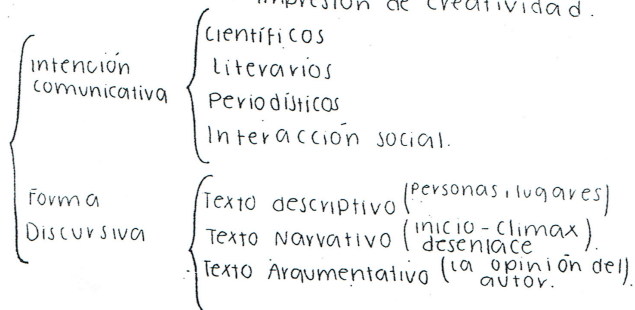 impresión de creatividad.
Científicos
Intención
comunicativa
Literarios
Periodísticos
Interacción social.
Forma
Discursiva
Texto descriptivo (Personas, lugares)
Texto Narrativo (inicio - climax
desenlace).
Texto Argumentativo (la opinión del
autor.)